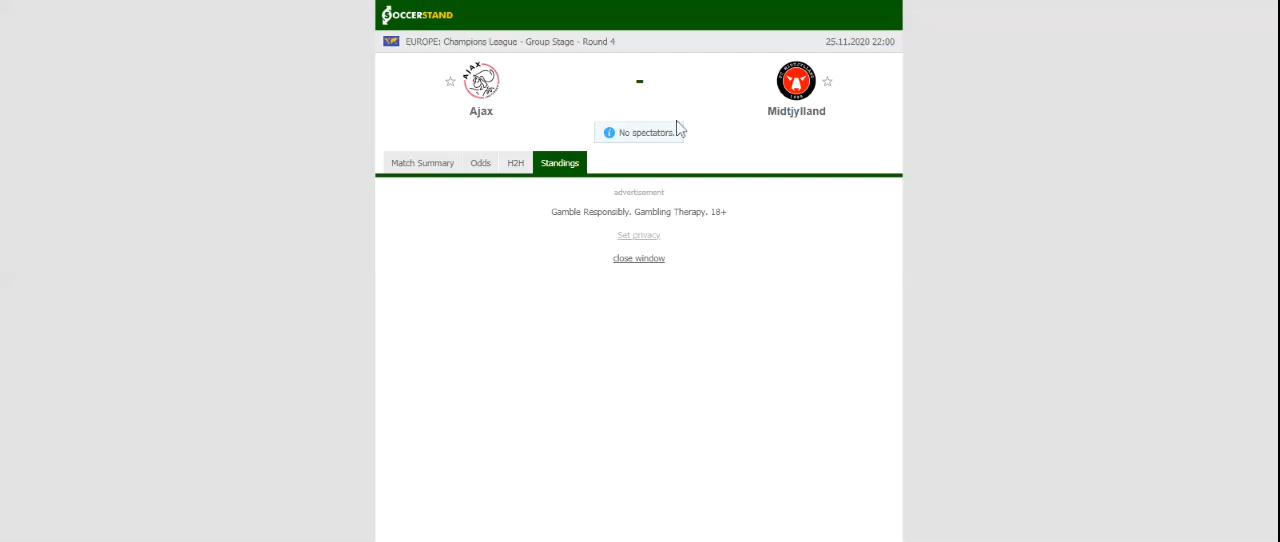 SOCCERSTAND
EUROPE: Champions League - Group Stage - Round 4
25.11.2020 22:00
AJAX
-
Ajax
Midtjylland
No spectators.
Match Summary
Odds
H2H
Standings
advertisement
Gamble Responsibly. Gambling Therapy. 18+
Set privacy
close window